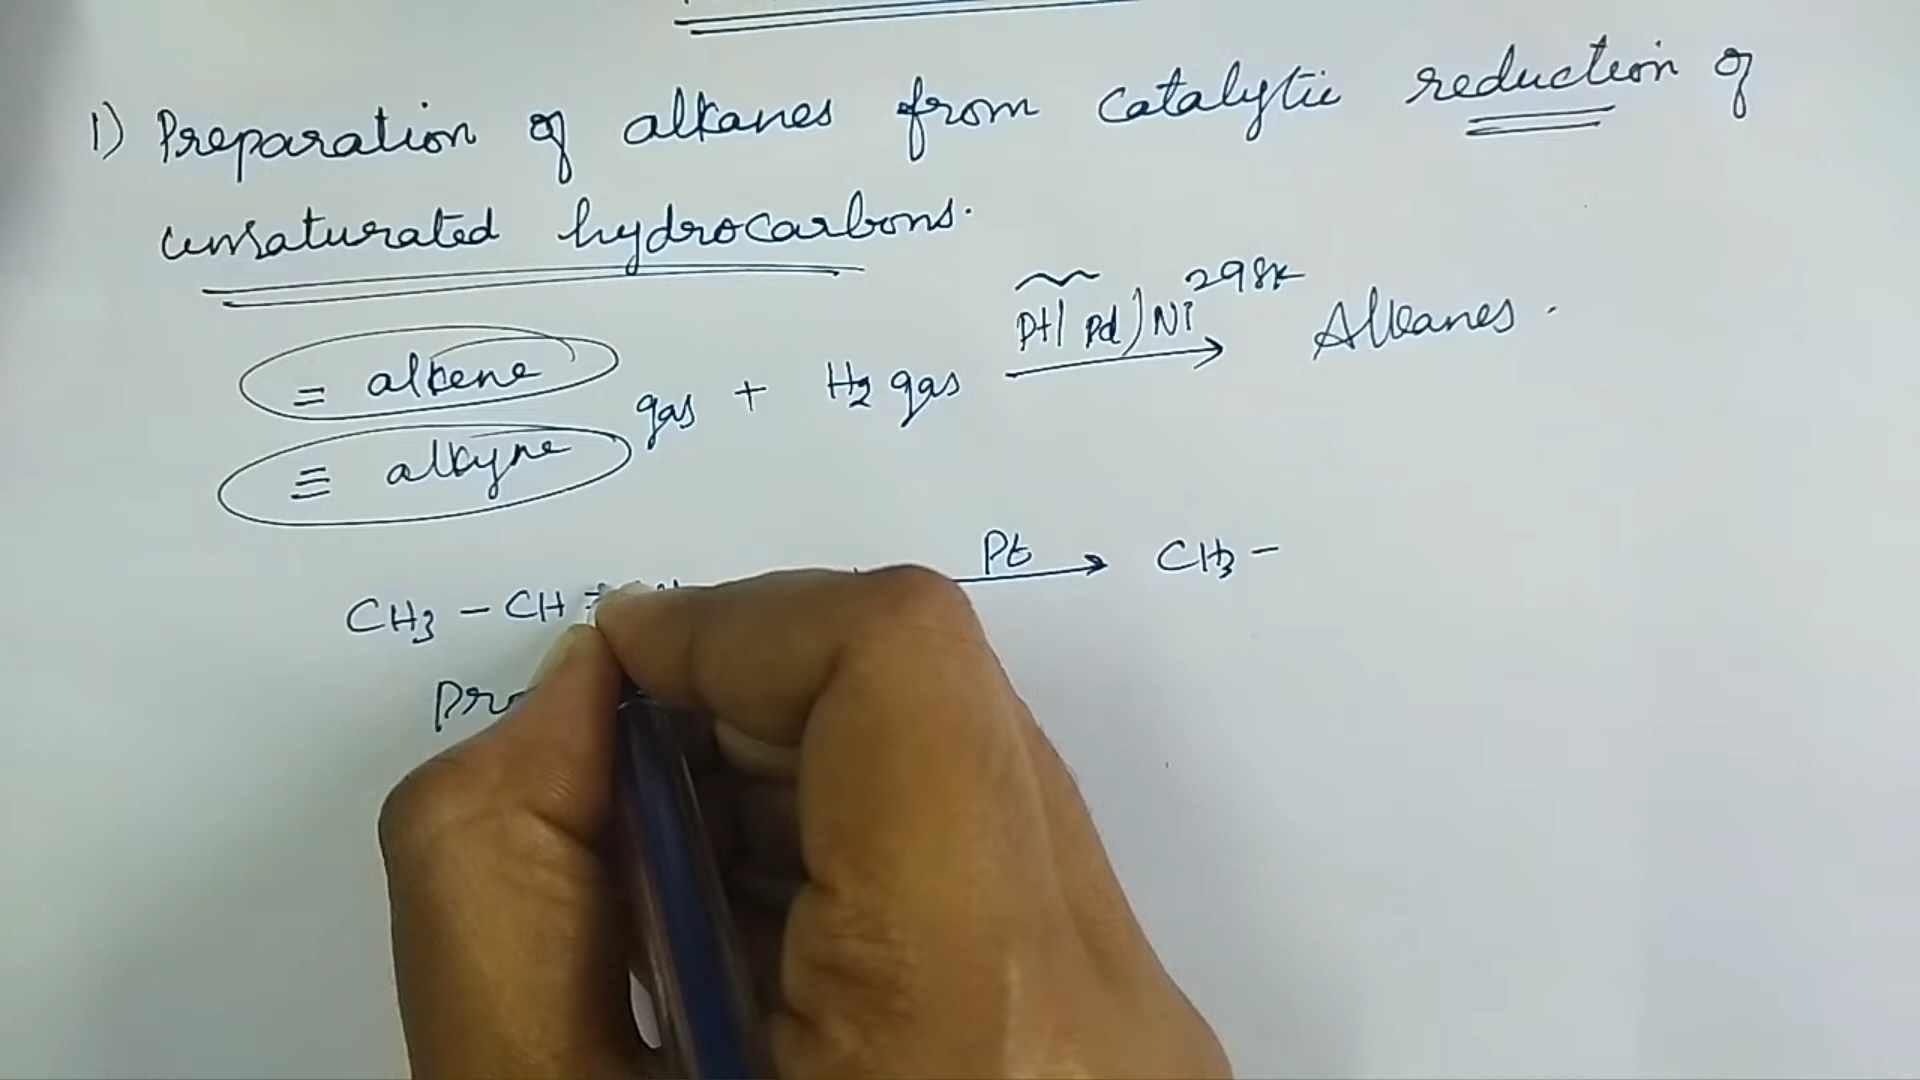 1) Preparation of alkanes from catalytic reduction of
unsaturated hydrocarbons.
= alkene
≡ alkyne
gas + H2 gas
Pt/Pd/Ni 298K
Alkanes.
CH3 - CH =
Pt
CH3 -